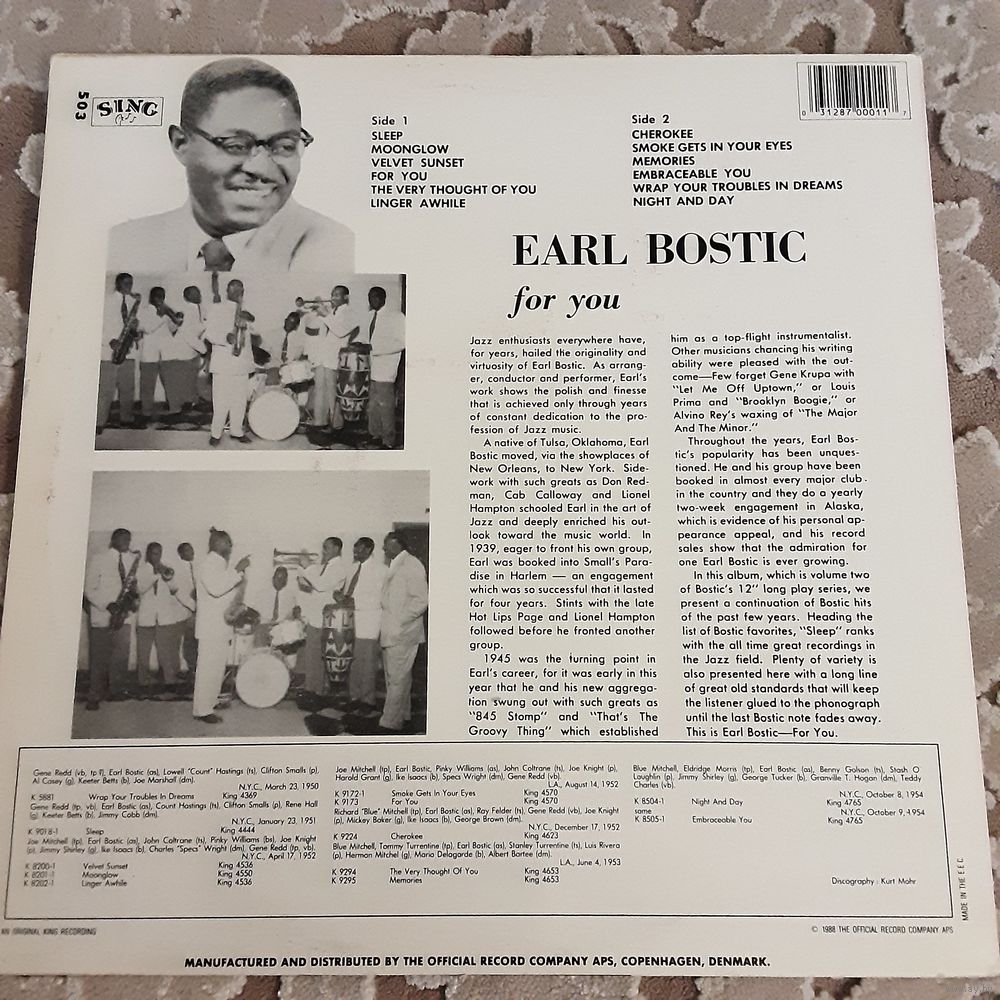 503
SING
0 31287 00011 7
Side 1
SLEEP
MOONGLOW
VELVET SUNSET
FOR YOU
THE VERY THOUGHT OF YOU
LINGER AWHILE
Side 2
CHEROKEE
SMOKE GETS IN YOUR EYES
MEMORIES
EMBRACEABLE YOU
WRAP YOUR TROUBLES IN DREAMS
NIGHT AND DAY
EARL BOSTIC
for you
Jazz enthusiasts everywhere have,
for years, hailed the originality and
virtuosity of Earl Bostic. As arrang-
er, conductor and performer, Earl's
work shows the polish and finesse
that is achieved only through years
of constant dedication to the pro-
fession of Jazz music.
A native of Tulsa, Oklahoma, Earl
Bostic moved, via the showplaces of
New Orleans, to New York. Side-
work with such greats as Don Red-
man, Cab Calloway and Lionel
Hampton schooled Earl in the art of
Jazz and deeply enriched his out-
look toward the music world. In
1939, eager to front his own group,
Earl was booked into Small's Para-
dise in Harlem — an engagement
which was so successful that it lasted
for four years. Stints with the late
Hot Lips Page and Lionel Hampton
followed before he fronted another
group.
1945 was the turning point in
Earl's career, for it was early in this
year that he and his new aggrega-
tion swung out with such greats as
"845 Stomp" and "That's The
Groovy Thing" which established
him as a top-flight instrumentalist.
Other musicians chancing his writing
ability were pleased with the out-
come—Few forget Gene Krupa with
"Let Me Off Uptown," or Louis
Prima and "Brooklyn Boogie," or
Alvino Rey's waxing of "The Major
And The Minor."
Throughout the years, Earl Bos-
tic's popularity has been unques-
tioned. He and his group have been
booked in almost every major club
in the country and they do a yearly
two-week engagement in Alaska,
which is evidence of his personal ap-
pearance appeal, and his record
sales show that the admiration for
one Earl Bostic is ever growing.
In this album, which is volume two
of Bostic's 12" long play series, we
present a continuation of Bostic hits
of the past few years. Heading the
list of Bostic favorites, "Sleep" ranks
with the all time great recordings in
the Jazz field. Plenty of variety is
also presented here with a long line
of great old standards that will keep
the listener glued to the phonograph
until the last Bostic note fades away.
This is Earl Bostic—For You.
Gene Redd (vb, tp), Earl Bostic (as), Lowell "Count" Hastings (ts), Clifton Smalls (p),
Al Casey (g), Keeter Betts (b), Joe Marshall (dm).
N.Y.C., March 23, 1950
K 5881 Wrap Your Troubles In Dreams King 4369
Gene Redd (tp, vb), Earl Bostic (as), Count Hastings (ts), Clifton Smalls (p), Rene Hall
(g), Keeter Betts (b), Jimmy Cobb (dm).
N.Y.C., January 23, 1951
K 9018-1 Sleep King 4444
Joe Mitchell (tp), Earl Bostic (as), John Coltrane (ts), Pinky Williams (bs), Joe Knight
(p), Jimmy Shirley (g), Ike Isaacs (b), Charles "Specs" Wright (dm), Gene Redd (tp, vb).
N.Y.C., April 17, 1952
K 8200-1 Velvet Sunset King 4536
K 8201-1 Moonglow King 4550
K 8202-1 Linger Awhile King 4536
Joe Mitchell (tp), Earl Bostic, Pinky Williams (as), John Coltrane (ts), Joe Knight (p),
Harold Grant (g), Ike Isaacs (b), Specs Wright (dm), Gene Redd (vb).
L.A., August 14, 1952
K 9172-1 Smoke Gets In Your Eyes King 4570
K 9173 For You King 4570
Richard "Blue" Mitchell (tp), Earl Bostic (as), Ray Felder (ts), Gene Redd (vb), Joe Knight
(p), Mickey Baker (g), Ike Isaacs (b), George Brown (dm).
N.Y.C., December 17, 1952
K 9224 Cherokee King 4623
Blue Mitchell, Tommy Turrentine (tp), Earl Bostic (as), Stanley Turrentine (ts), Luis Rivera
(p), Herman Mitchel (g), Mario Delagarde (b), Albert Bartee (dm).
L.A., June 4, 1953
K 9294 The Very Thought Of You King 4653
K 9295 Memories King 4653
Blue Mitchell, Eldridge Morris (tp), Earl Bostic (as), Benny Golson (ts), Stash O'
Laughlin (p), Jimmy Shirley (g), George Tucker (b), Granville T. Hogan (dm), Teddy
Charles (vb).
N.Y.C., October 8, 1954
K 8504-1 Night And Day King 4765
same N.Y.C., October 9, 1954
K 8505-1 Embraceable You King 4765
Discography : Kurt Mohr
MADE IN THE EEC
AN ORIGINAL KING RECORDING
© 1988 THE OFFICIAL RECORD COMPANY APS
MANUFACTURED AND DISTRIBUTED BY THE OFFICIAL RECORD COMPANY APS, COPENHAGEN, DENMARK.